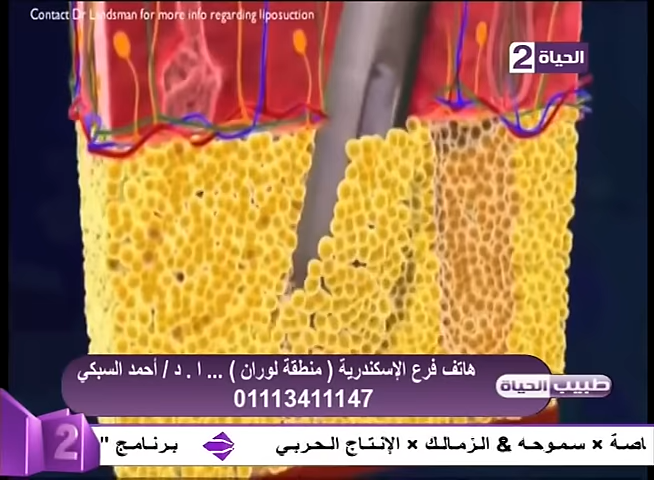 Contact Dr Landsman for more info regarding liposuction
الحياة 2
هاتف فرع الإسكندرية ( منطقة لوران ) ... ا . د / أحمد السبكي
01113411147
طبيب الحياة
2
اصة × سموحه & الزمالك × الإنتاج الحربي
برنامج "